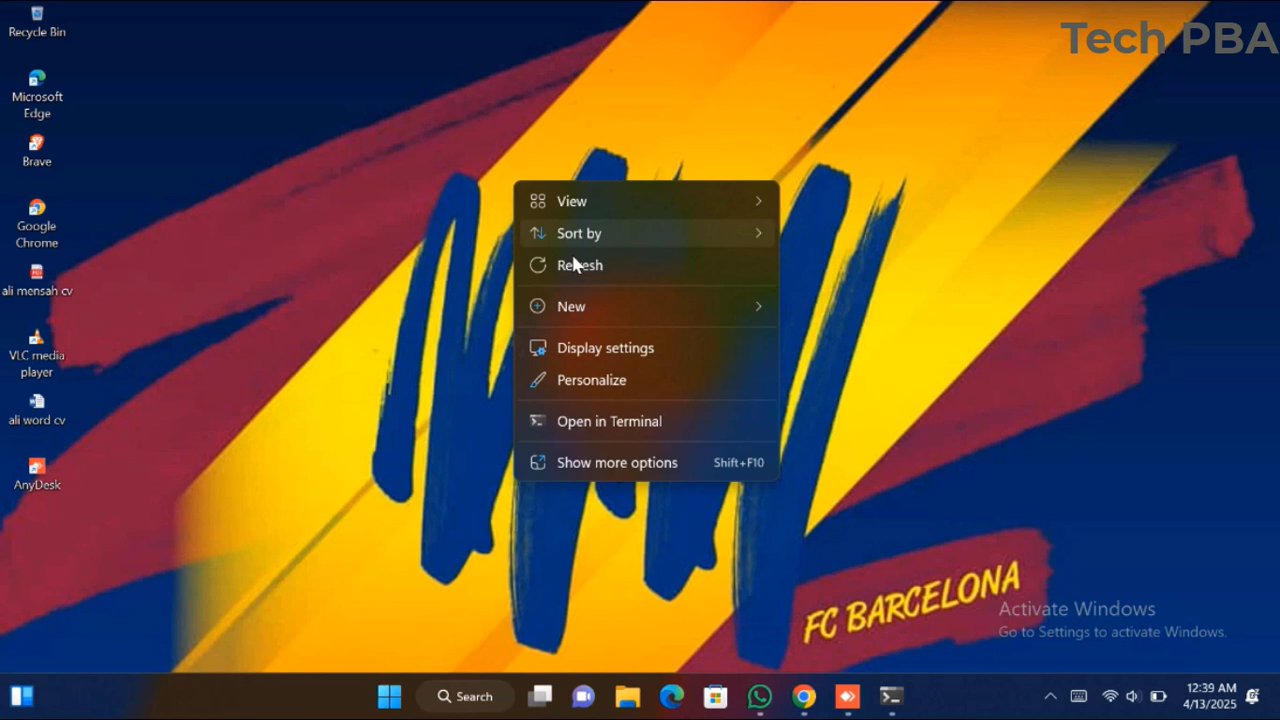 Tech PBA
Recycle Bin
Microsoft
Edge
Brave
Google
Chrome
ali mensah cv
VLC media
player
ali word cv
AnyDesk
View
Sort by
Refresh
New
Display settings
Personalize
Open in Terminal
Show more options Shift+F10
FC BARCELONA
Activate Windows
Go to Settings to activate Windows.
Search
12:39 AM
4/13/2025